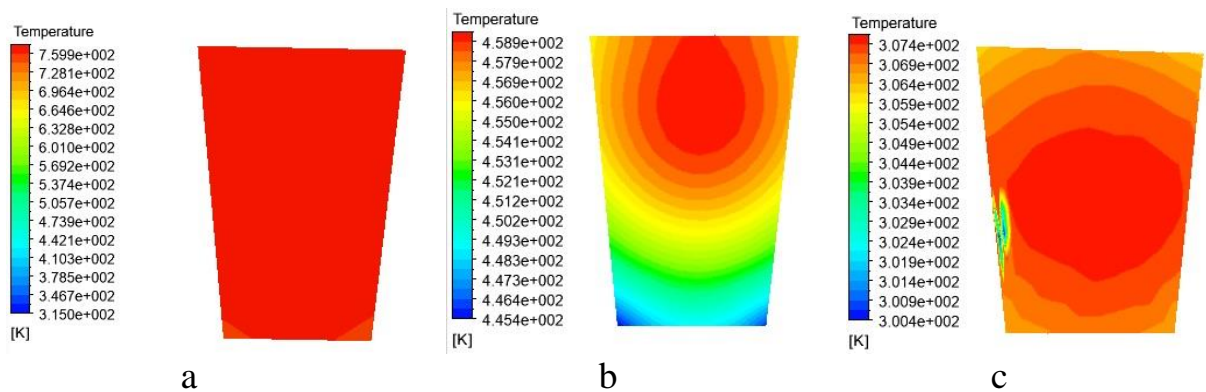 Temperature
7.599e+002
7.281e+002
6.964e+002
6.646e+002
6.328e+002
6.010e+002
5.692e+002
5.374e+002
5.057e+002
4.739e+002
4.421e+002
4.103e+002
3.785e+002
3.467e+002
3.150e+002
[K]
a
Temperature
4.589e+002
4.579e+002
4.569e+002
4.560e+002
4.550e+002
4.541e+002
4.531e+002
4.521e+002
4.512e+002
4.502e+002
4.493e+002
4.483e+002
4.473e+002
4.464e+002
4.454e+002
[K]
b
Temperature
3.074e+002
3.069e+002
3.064e+002
3.059e+002
3.054e+002
3.049e+002
3.044e+002
3.039e+002
3.034e+002
3.029e+002
3.024e+002
3.019e+002
3.014e+002
3.009e+002
3.004e+002
[K]
c